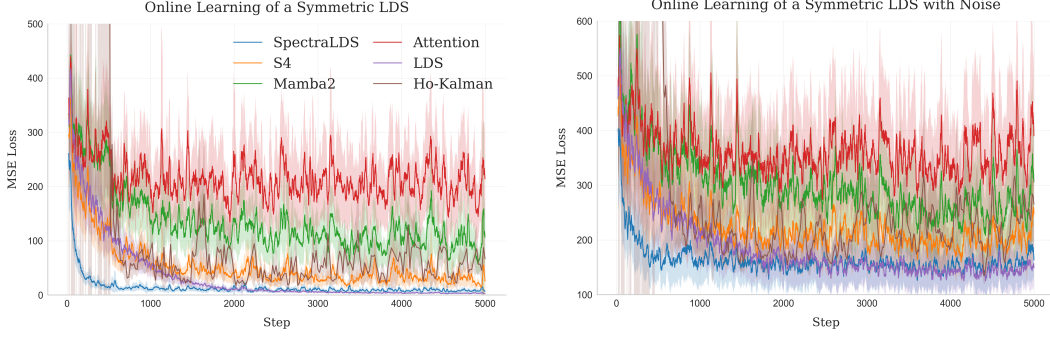 Online Learning of a Symmetric LDS
500
400
300
200
100
0
MSE Loss
SpectraLDS
S4
Mamba2
Attention
LDS
Ho-Kalman
0 1000 2000 3000 4000 5000
Step
Online Learning of a Symmetric LDS with Noise
600
500
400
300
200
100
MSE Loss
0 1000 2000 3000 4000 5000
Step